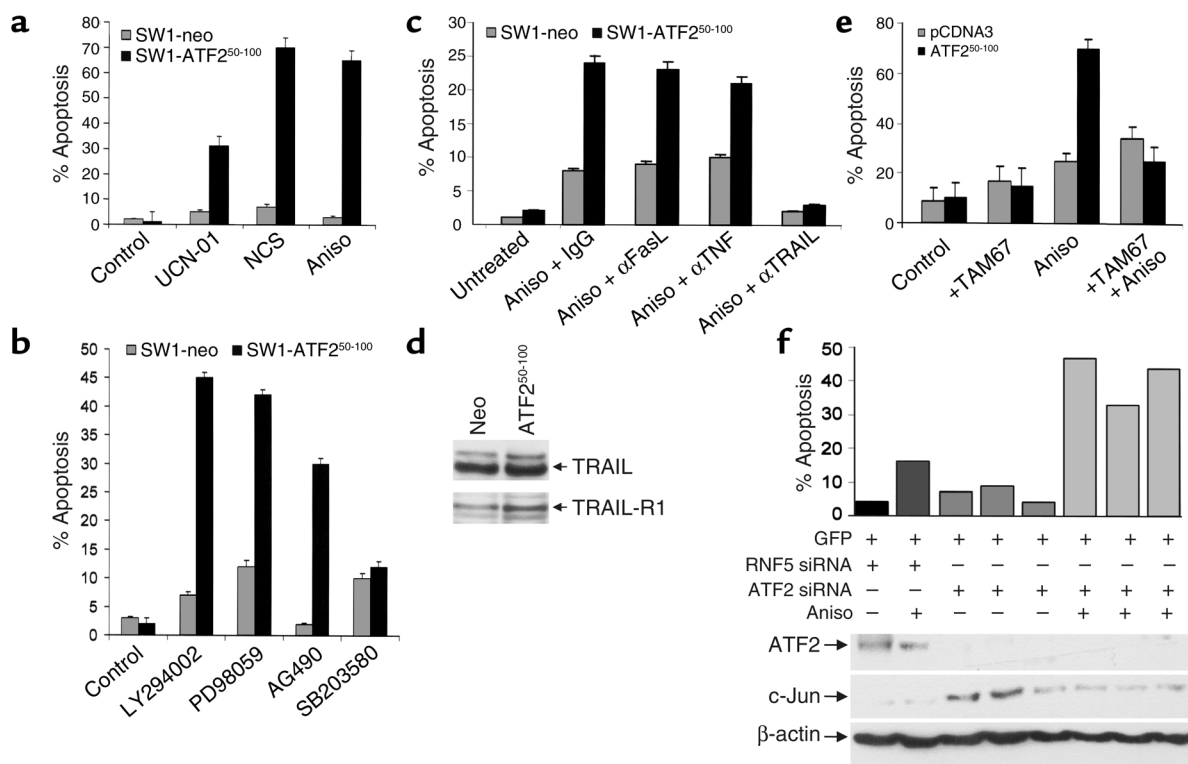 a
SW1-neo
SW1-ATF2⁵⁰⁻¹⁰⁰
% Apoptosis
80
70
60
50
40
30
20
10
0
Control
UCN-01
NCS
Aniso
b
SW1-neo
SW1-ATF2⁵⁰⁻¹⁰⁰
% Apoptosis
50
45
40
35
30
25
20
15
10
5
0
Control
LY294002
PD98059
AG490
SB203580
c
SW1-neo
SW1-ATF2⁵⁰⁻¹⁰⁰
% Apoptosis
30
25
20
15
10
5
0
Untreated
Aniso + IgG
Aniso + αFasL
Aniso + αTNF
Aniso + αTRAIL
d
Neo
ATF2⁵⁰⁻¹⁰⁰
TRAIL
TRAIL-R1
e
pCDNA3
ATF2⁵⁰⁻¹⁰⁰
% Apoptosis
80
60
40
20
0
Control
+TAM67
Aniso
+TAM67
+Aniso
f
% Apoptosis
50
40
30
20
10
0
GFP + + + + + + + +
RNF5 siRNA + + – – – – – –
ATF2 siRNA – – + + + + + +
Aniso – + – – – + + +
ATF2
c-Jun
β-actin